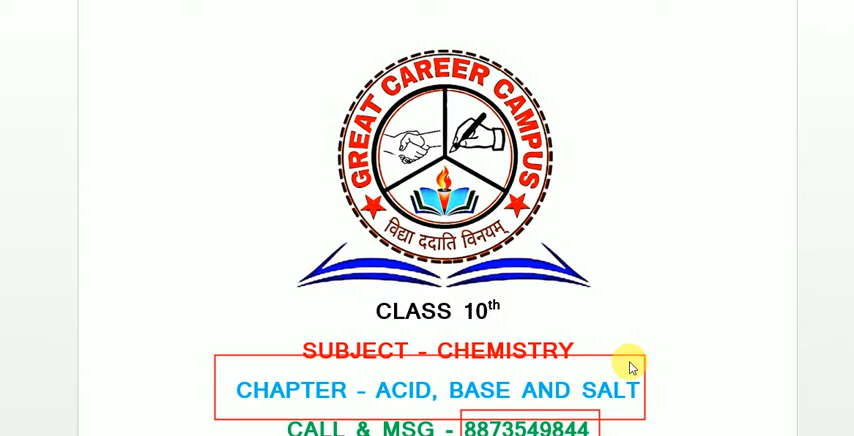 GREAT CAREER CAMPUS
विद्या ददाति विनयम्
CLASS 10th
SUBJECT - CHEMISTRY
CHAPTER - ACID, BASE AND SALT
CALL & MSG - 8873549844